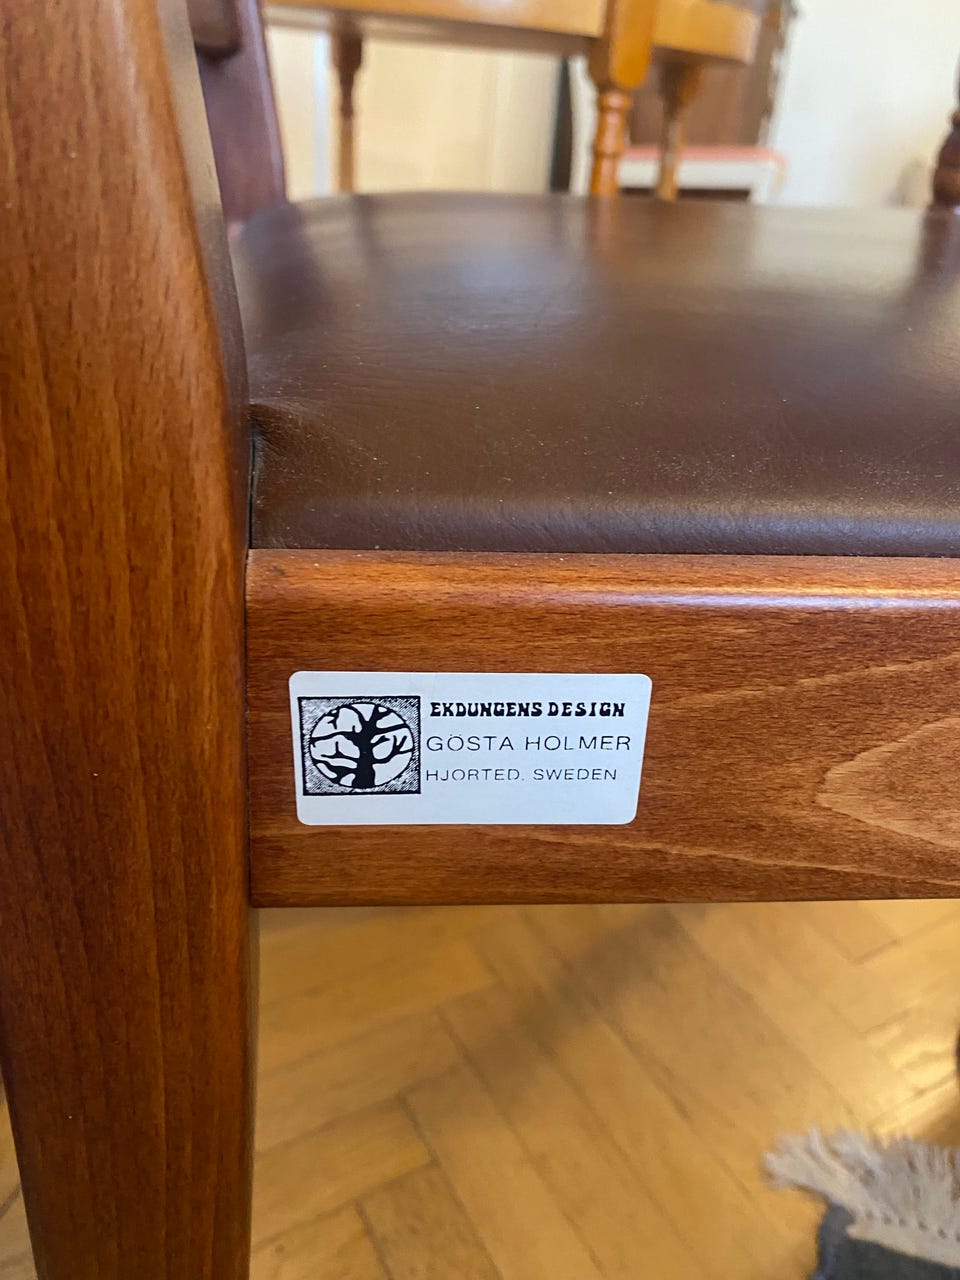 EKDUNGENS DESIGN
GÖSTA HOLMER
HJORTED, SWEDEN